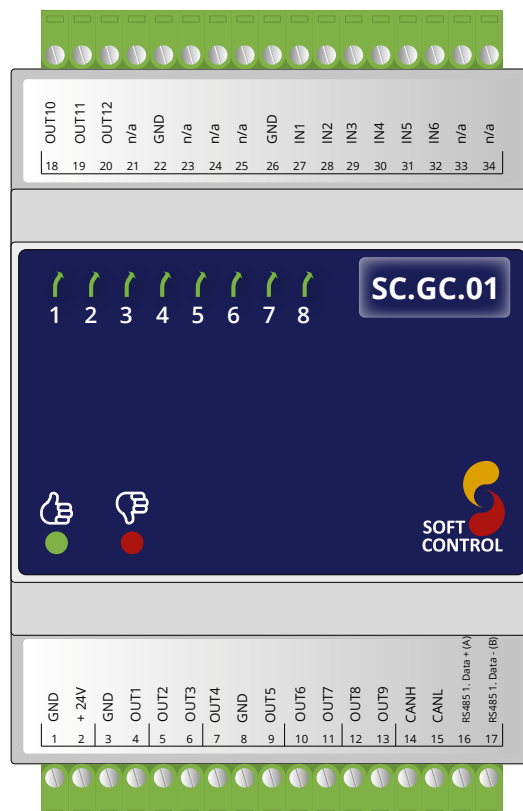 OUT10 OUT11 OUT12 n/a GND n/a n/a n/a GND IN1 IN2 IN3 IN4 IN5 IN6 n/a n/a
18 19 20 21 22 23 24 25 26 27 28 29 30 31 32 33 34
SC.GC.01
1 2 3 4 5 6 7 8
SOFT
CONTROL
GND + 24V GND OUT1 OUT2 OUT3 OUT4 GND OUT5 OUT6 OUT7 OUT8 OUT9 CANH CANL RS485 1. Data + (A) RS485 1. Data - (B)
1 2 3 4 5 6 7 8 9 10 11 12 13 14 15 16 17